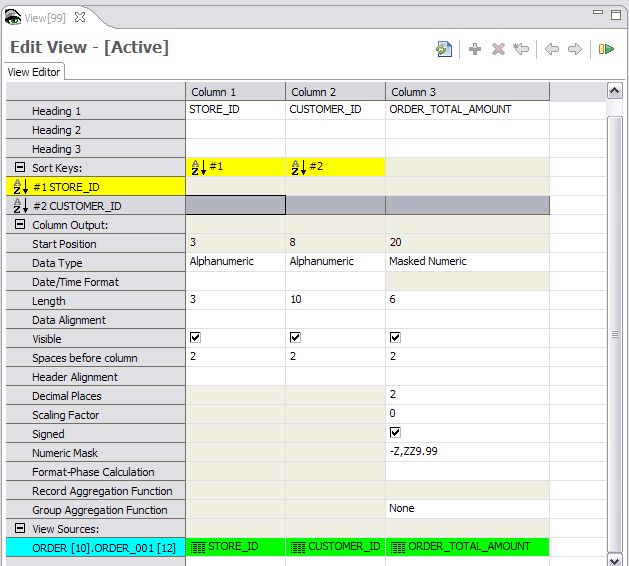 View[99]
Edit View - [Active]
View Editor
Column 1 Column 2 Column 3
Heading 1 STORE_ID CUSTOMER_ID ORDER_TOTAL_AMOUNT
Heading 2
Heading 3
Sort Keys: #1 #2
#1 STORE_ID
#2 CUSTOMER_ID
Column Output:
Start Position 3 8 20
Data Type Alphanumeric Alphanumeric Masked Numeric
Date/Time Format
Length 3 10 6
Data Alignment
Visible
Spaces before column 2 2 2
Header Alignment
Decimal Places 2
Scaling Factor 0
Signed
Numeric Mask -Z,ZZ9.99
Format-Phase Calculation
Record Aggregation Function
Group Aggregation Function None
View Sources:
ORDER [10].ORDER_001 [12] STORE_ID CUSTOMER_ID ORDER_TOTAL_AMOUNT